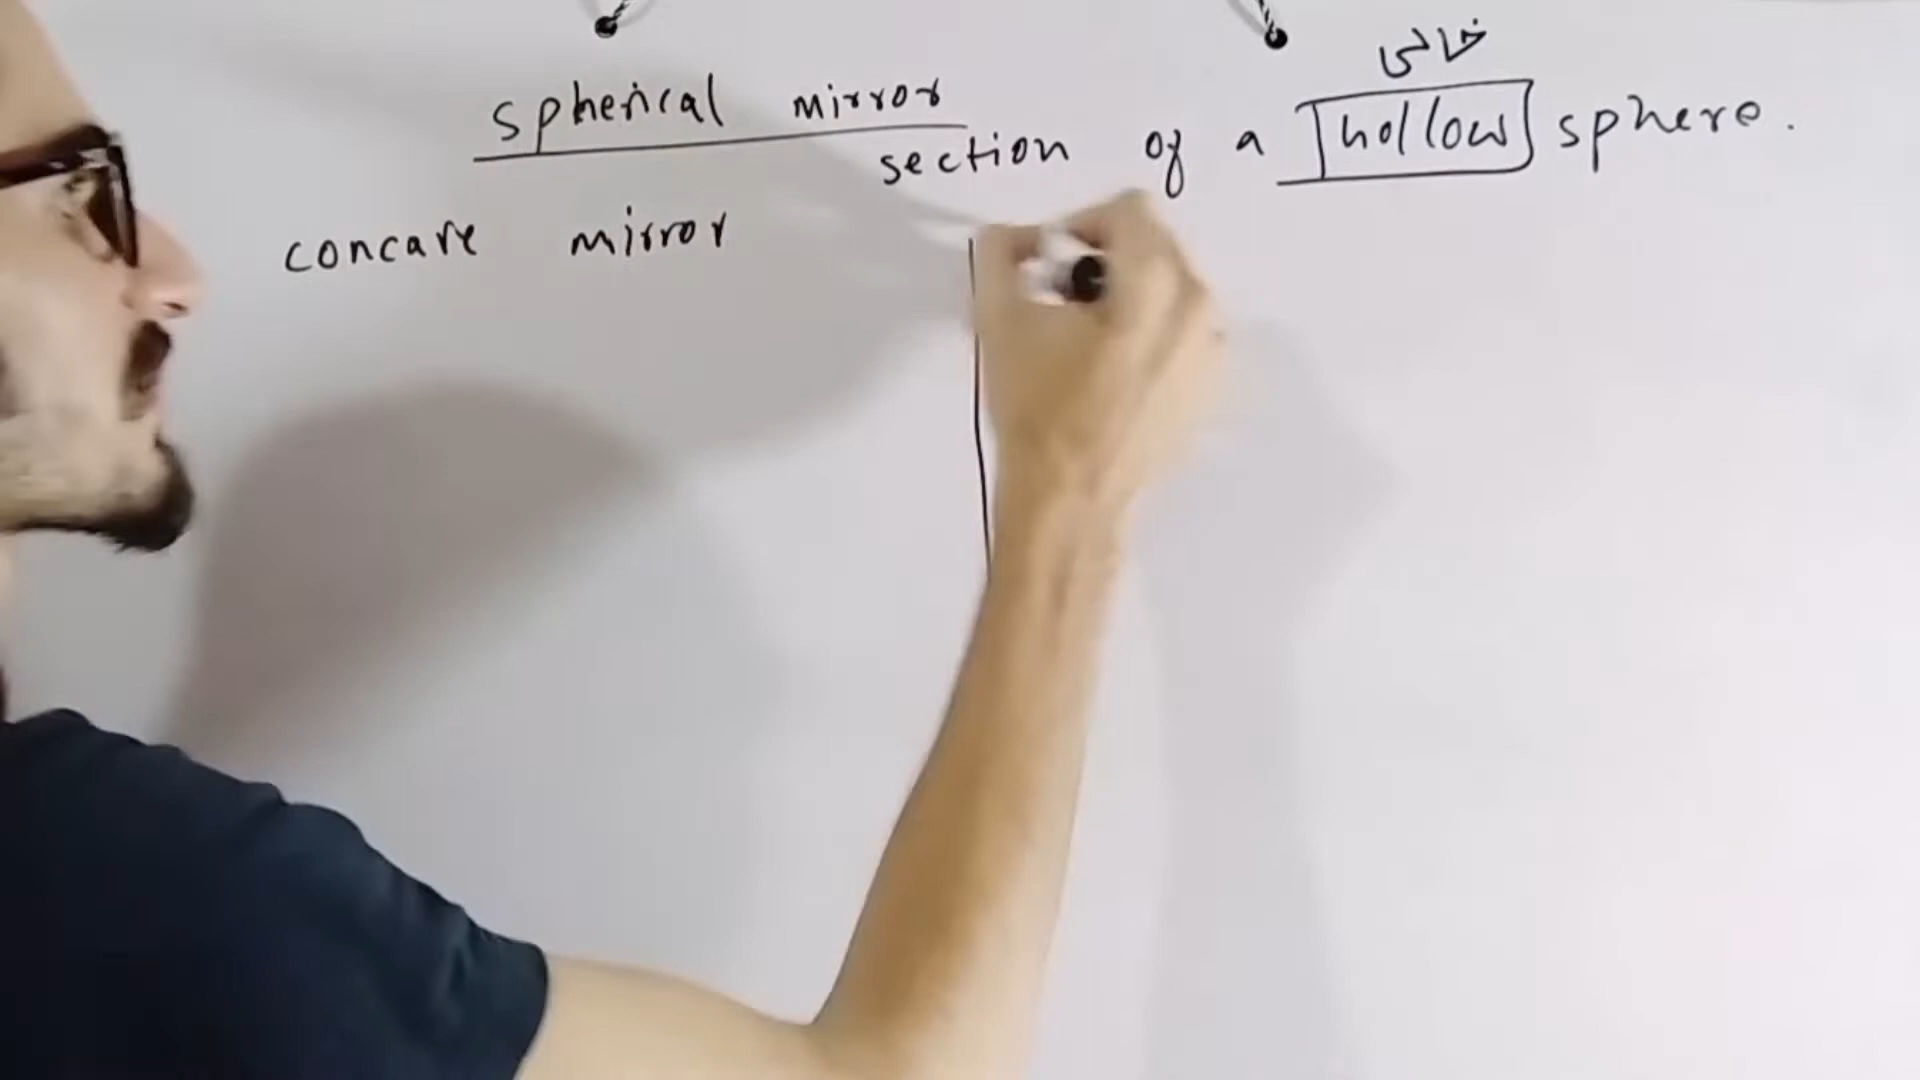 خالی
spherical mirror
section of a hollow sphere.
concave mirror